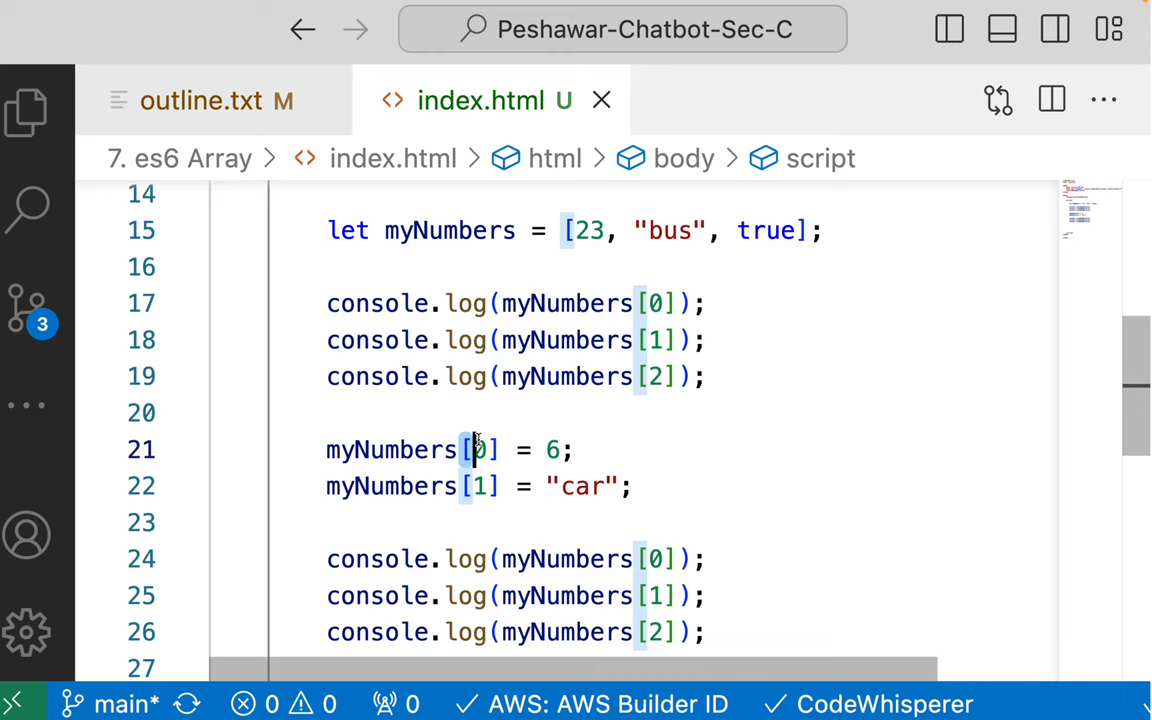 Peshawar-Chatbot-Sec-C
outline.txt M
index.html U
7. es6 Array > index.html > html > body > script
14
15 let myNumbers = [23, "bus", true];
16
17 console.log(myNumbers[0]);
18 console.log(myNumbers[1]);
19 console.log(myNumbers[2]);
20
21 myNumbers[0] = 6;
22 myNumbers[1] = "car";
23
24 console.log(myNumbers[0]);
25 console.log(myNumbers[1]);
26 console.log(myNumbers[2]);
27
3
main* 0 0 0 AWS: AWS Builder ID CodeWhisperer